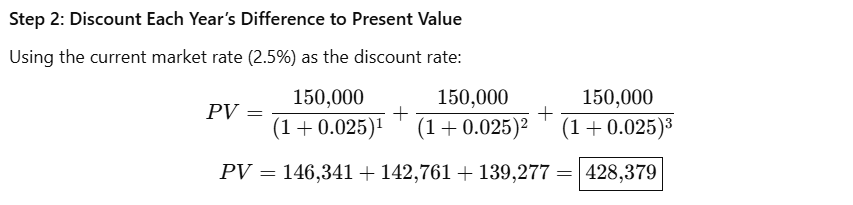 Step 2: Discount Each Year’s Difference to Present Value
Using the current market rate (2.5%) as the discount rate:
PV = 150,000/(1 + 0.025)¹ + 150,000/(1 + 0.025)² + 150,000/(1 + 0.025)³
PV = 146,341 + 142,761 + 139,277 = 428,379